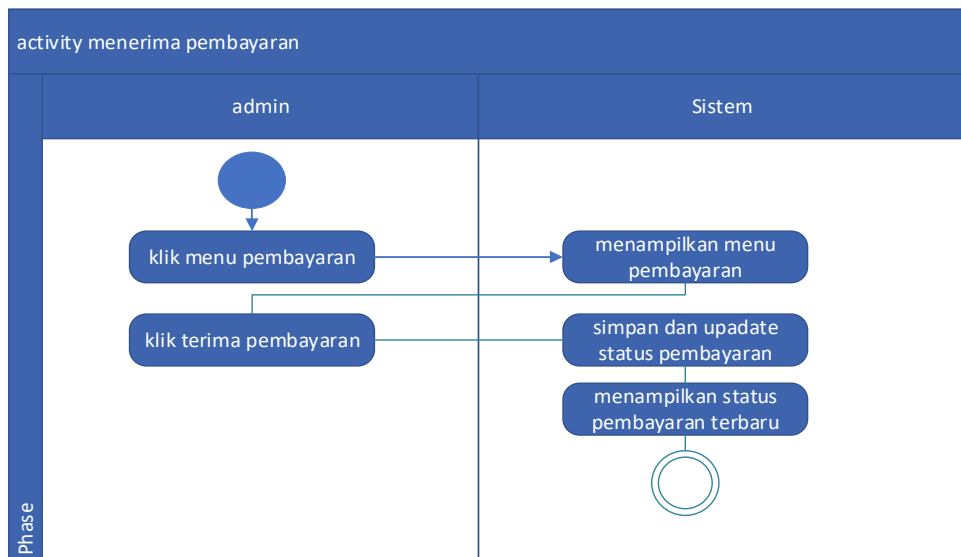 activity menerima pembayaran
admin
Sistem
klik menu pembayaran
menampilkan menu
pembayaran
klik terima pembayaran
simpan dan upadate
status pembayaran
menampilkan status
pembayaran terbaru
Phase